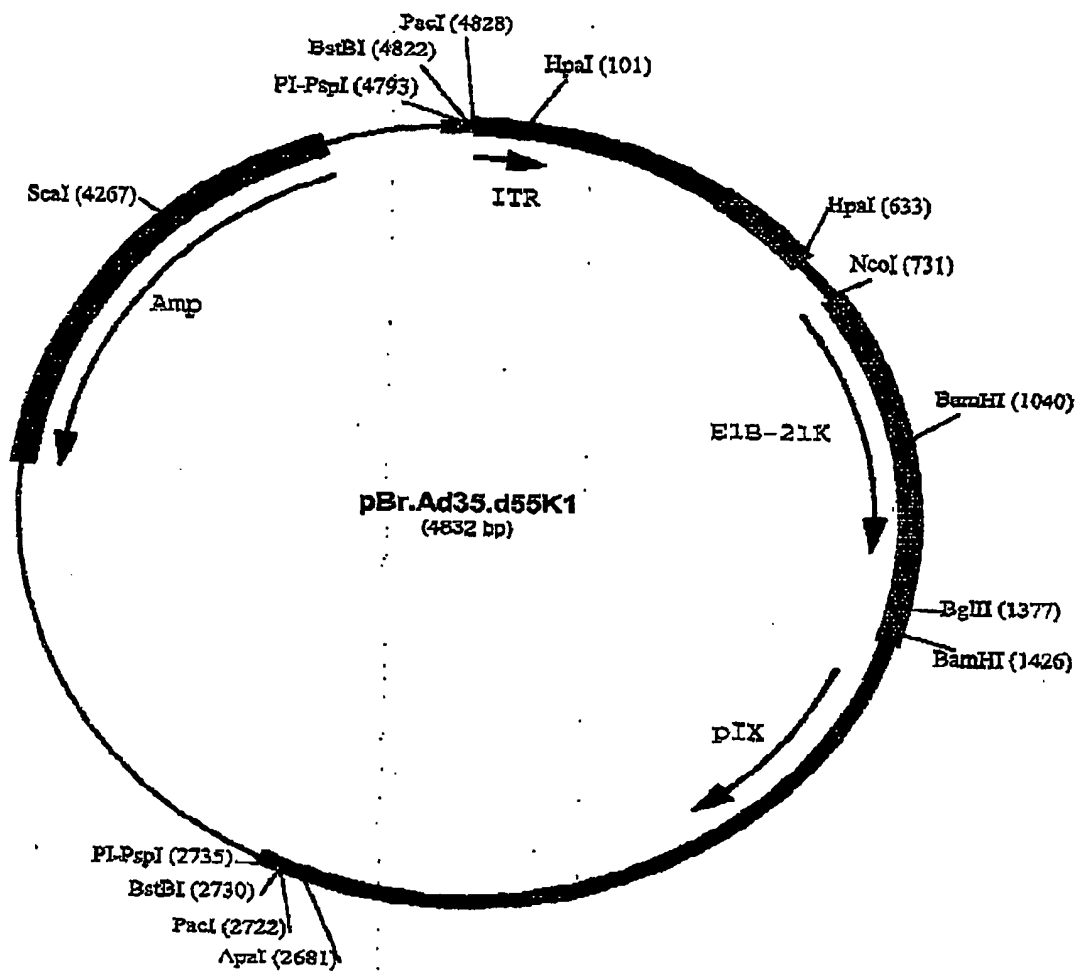 PacI (4828)
BstBI (4822)
HpaI (101)
PI-PspI (4793)
ScaI (4267)
ITR
HpaI (633)
NcoI (731)
Amp
BamHI (1040)
E1B-21K
pBr.Ad35.d55K1
(4832 bp)
BglII (1377)
BamHI (1426)
pIX
PI-PspI (2735)
BstBI (2730)
PacI (2722)
ApaI (2681)